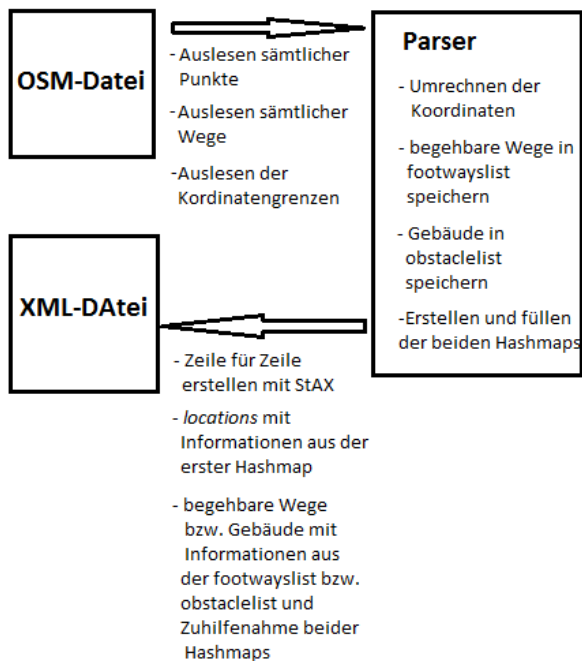 OSM-Datei
- Auslesen sämtlicher
Punkte
- Auslesen sämtlicher
Wege
- Auslesen der
Kordinatengrenzen
Parser
- Umrechnen der
Koordinaten
- begehbare Wege in
footwayslist
speichern
- Gebäude in
obstaclelist
speichern
-Erstellen und füllen
der beiden Hashmaps
XML-DAtei
- Zeile für Zeile
erstellen mit StAX
- locations mit
Informationen aus der
erster Hashmap
- begehbare Wege
bzw. Gebäude mit
Informationen aus
der footwayslist bzw.
obstaclelist und
Zuhilfenahme beider
Hashmaps